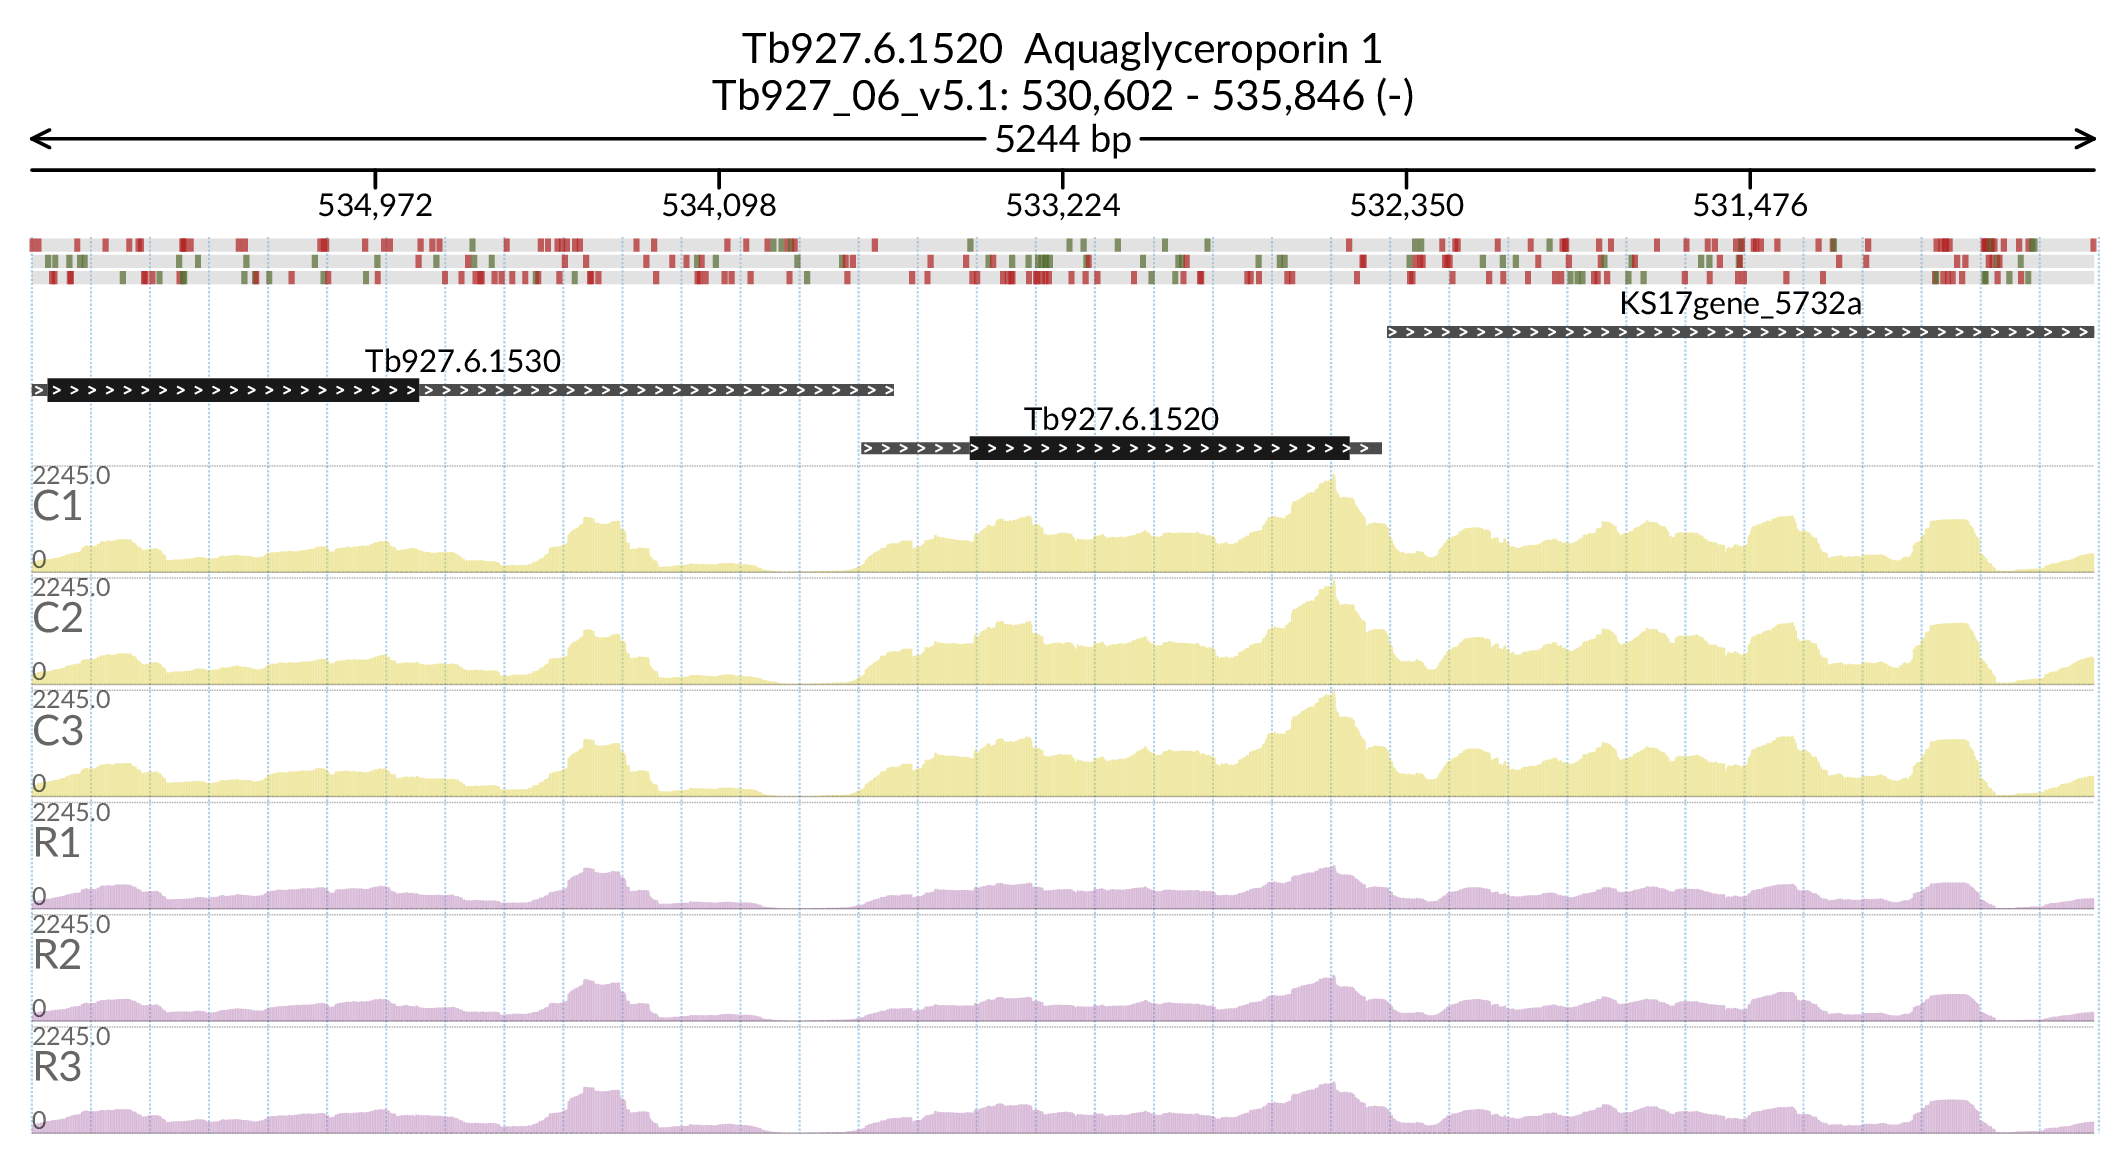 Tb927.6.1520  Aquaglyceroporin 1
Tb927_06_v5.1: 530,602 - 535,846 (-)
5244 bp
534,972 534,098 533,224 532,350 531,476
KS17gene_5732a
Tb927.6.1530
Tb927.6.1520
2245.0
C1
0
2245.0
C2
0
2245.0
C3
0
2245.0
R1
0
2245.0
R2
0
2245.0
R3
0